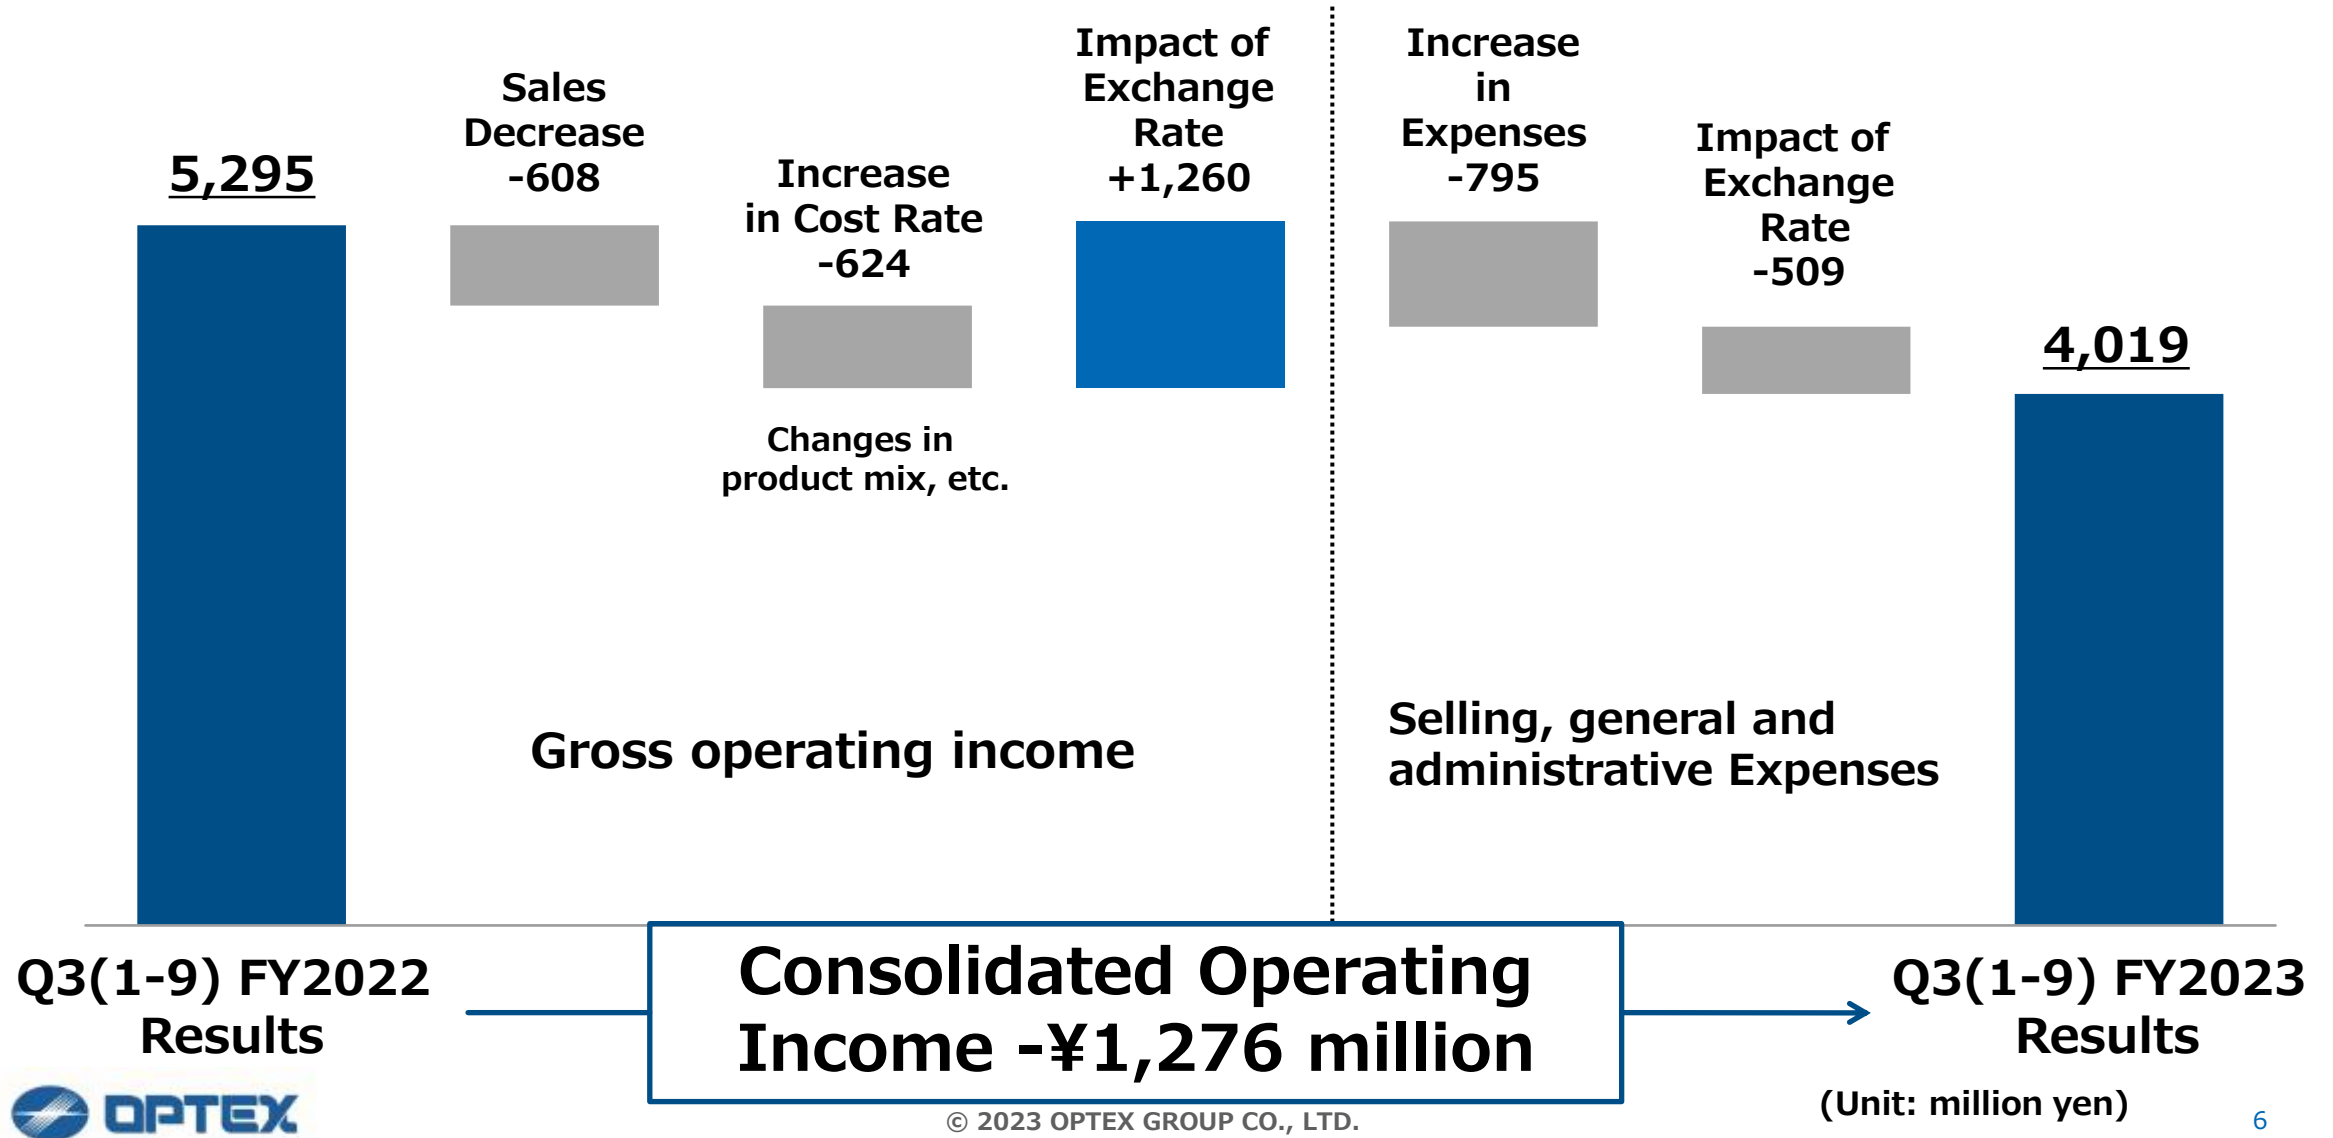 5,295
Sales
Decrease
-608
Increase
in Cost Rate
-624
Changes in
product mix, etc.
Impact of
Exchange
Rate
+1,260
Increase
in
Expenses
-795
Impact of
Exchange
Rate
-509
4,019
Gross operating income
Selling, general and
administrative Expenses
Q3(1-9) FY2022
Results
Consolidated Operating
Income -¥1,276 million
Q3(1-9) FY2023
Results
(Unit: million yen)
OPTEX
© 2023 OPTEX GROUP CO., LTD.
6